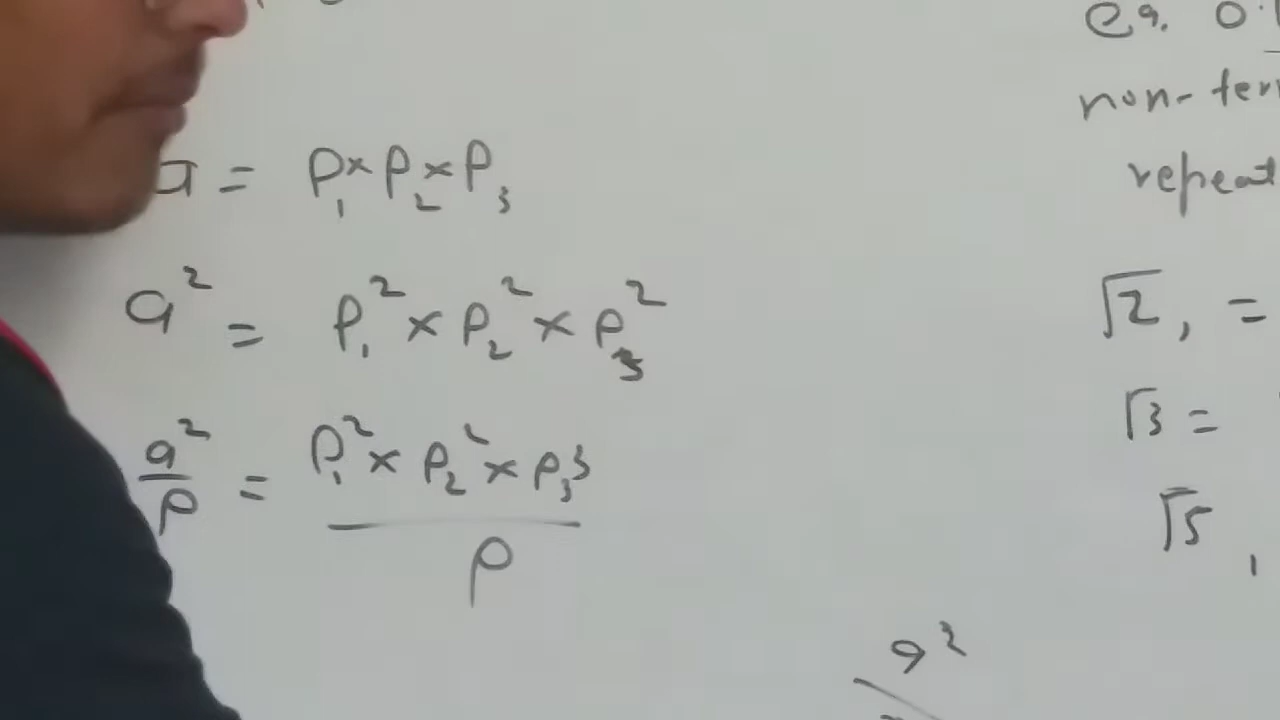 a = P₁ × P₂ × P₃
a² = P₁² × P₂² × P₃²
a²/P = P₁² × P₂² × P₃³ / P
a²
eg. 0.
non-ter
repeat
√2, =
√3 =
√5 ,